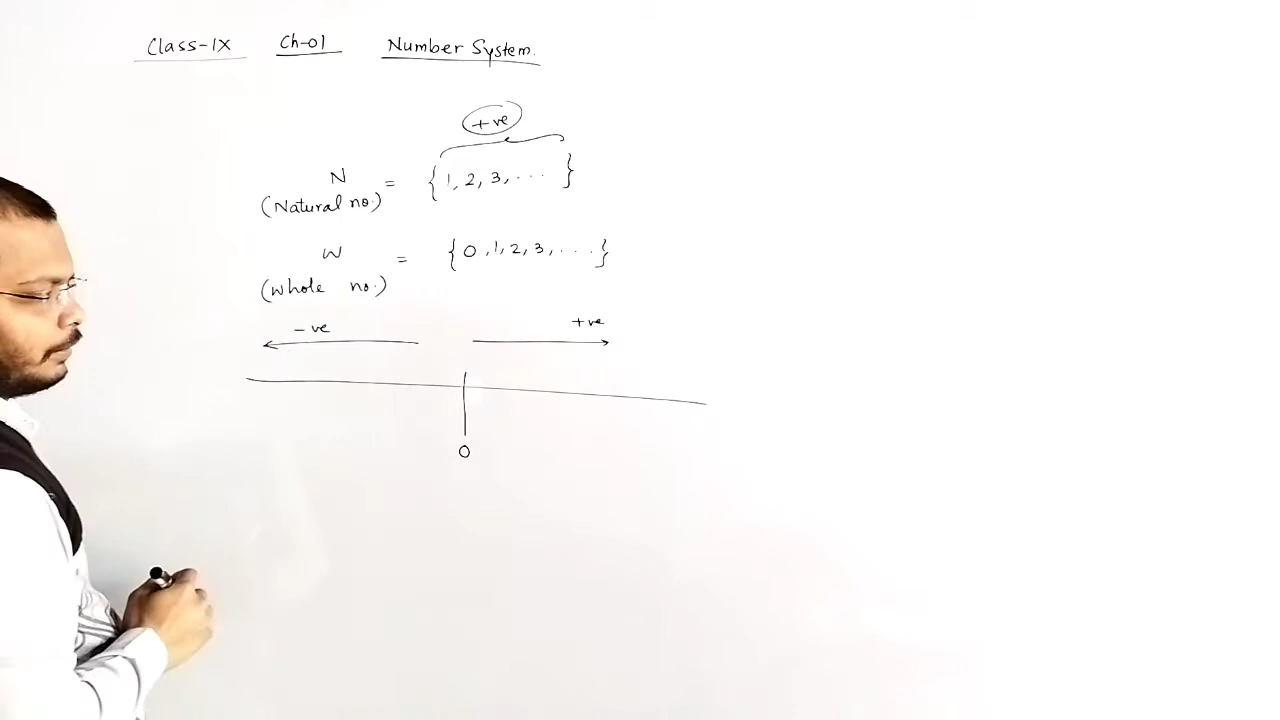 Class-IX Ch-01 Number System.
+ve
N = { 1, 2, 3, ... }
(Natural no.)
W = { 0, 1, 2, 3, .... }
(Whole no.)
-ve +ve
0